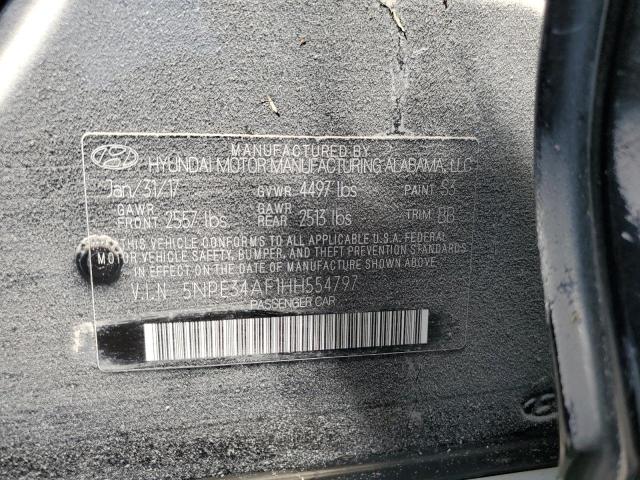 MANUFACTURED BY
HYUNDAI MOTOR MANUFACTURING ALABAMA, LLC
Jan/31/17 GVWR 4497 lbs PAINT S3
GAWR FRONT 2557 lbs GAWR REAR 2513 lbs TRIM BB
THIS VEHICLE CONFORMS TO ALL APPLICABLE U.S.A. FEDERAL
MOTOR VEHICLE SAFETY, BUMPER, AND THEFT PREVENTION STANDARDS
IN EFFECT ON THE DATE OF MANUFACTURE SHOWN ABOVE.
V.I.N 5NPE34AF1HH554797
PASSENGER CAR